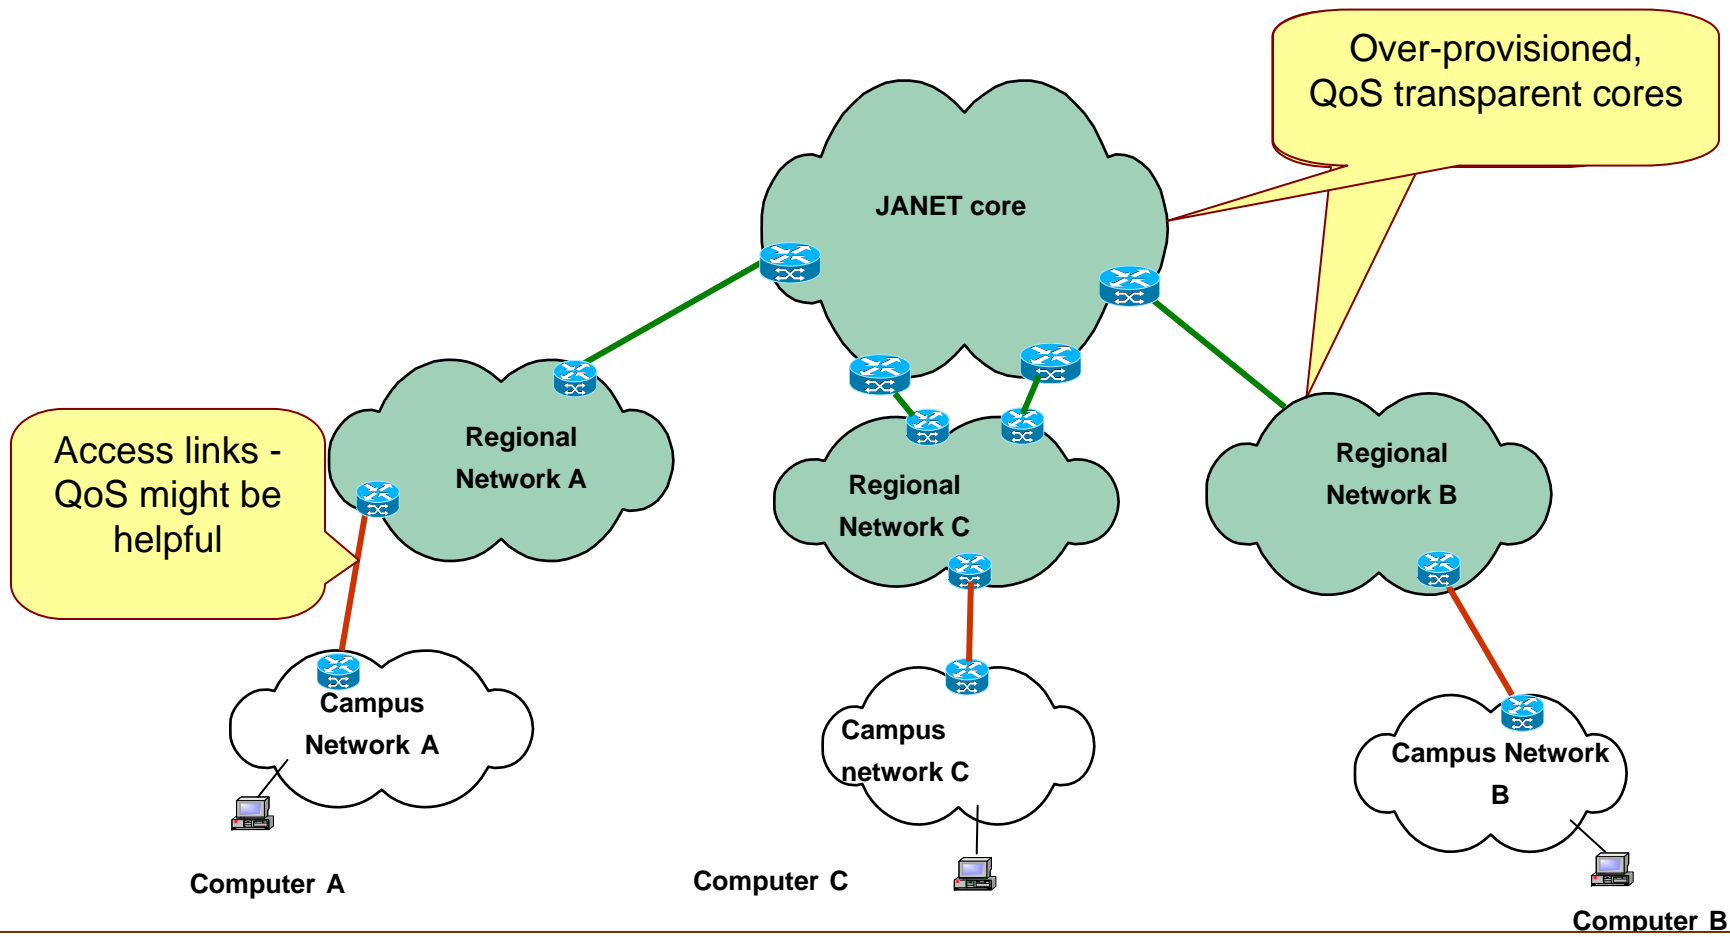 Over-provisioned,
QoS transparent cores
JANET core
Access links -
QoS might be
helpful
Regional
Network A
Regional
Network C
Regional
Network B
Campus
Network A
Campus
network C
Campus Network
B
Computer A
Computer C
Computer B